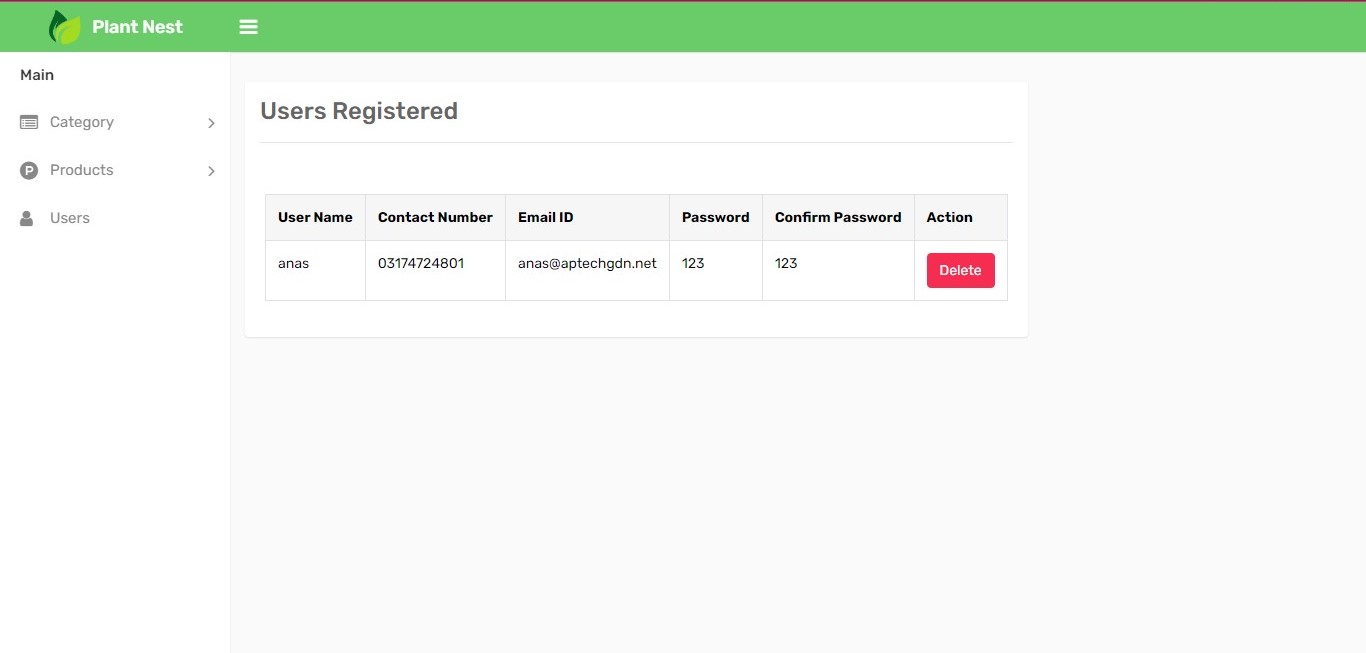 Plant Nest
Main
Category
Products
Users
Users Registered
User Name Contact Number Email ID Password Confirm Password Action
anas 03174724801 anas@aptechgdn.net 123 123 Delete